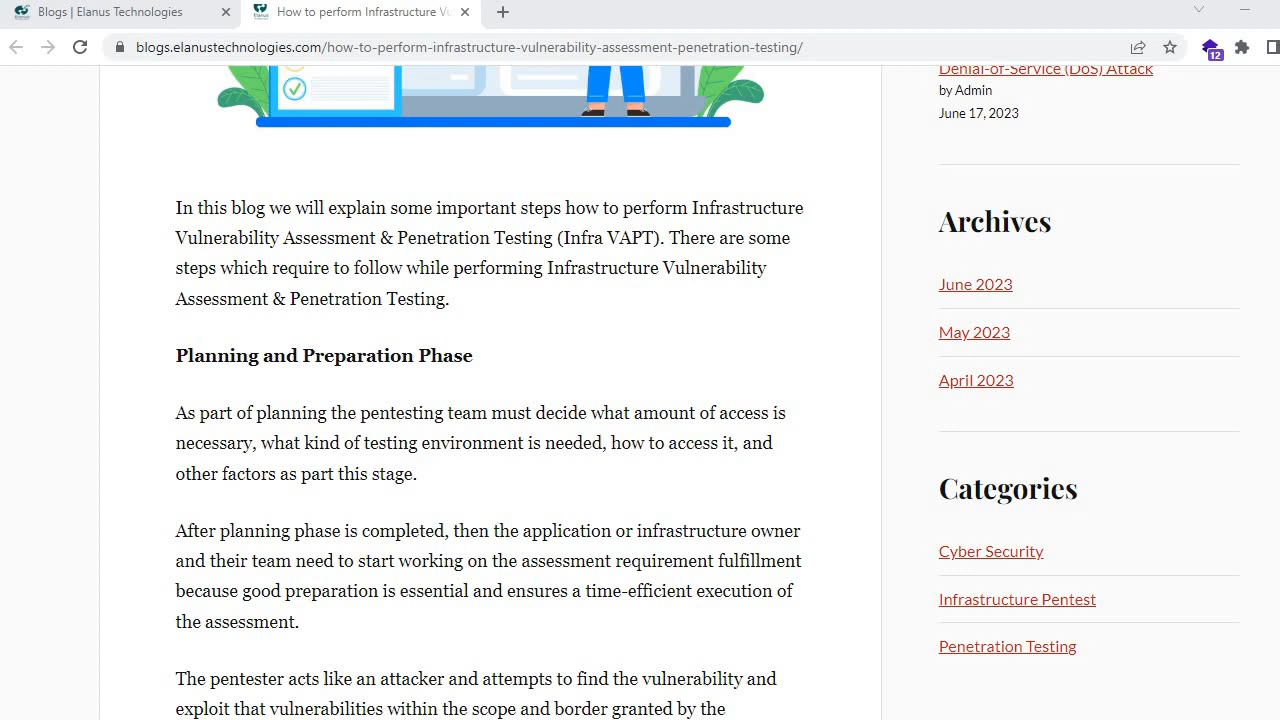 Blogs | Elanus Technologies
How to perform Infrastructure Vu
blogs.elanustechnologies.com/how-to-perform-infrastructure-vulnerability-assessment-penetration-testing/
12
In this blog we will explain some important steps how to perform Infrastructure
Vulnerability Assessment & Penetration Testing (Infra VAPT). There are some
steps which require to follow while performing Infrastructure Vulnerability
Assessment & Penetration Testing.
Planning and Preparation Phase
As part of planning the pentesting team must decide what amount of access is
necessary, what kind of testing environment is needed, how to access it, and
other factors as part this stage.
After planning phase is completed, then the application or infrastructure owner
and their team need to start working on the assessment requirement fulfillment
because good preparation is essential and ensures a time-efficient execution of
the assessment.
The pentester acts like an attacker and attempts to find the vulnerability and
exploit that vulnerabilities within the scope and border granted by the
Denial-of-Service (DoS) Attack
by Admin
June 17, 2023
Archives
June 2023
May 2023
April 2023
Categories
Cyber Security
Infrastructure Pentest
Penetration Testing